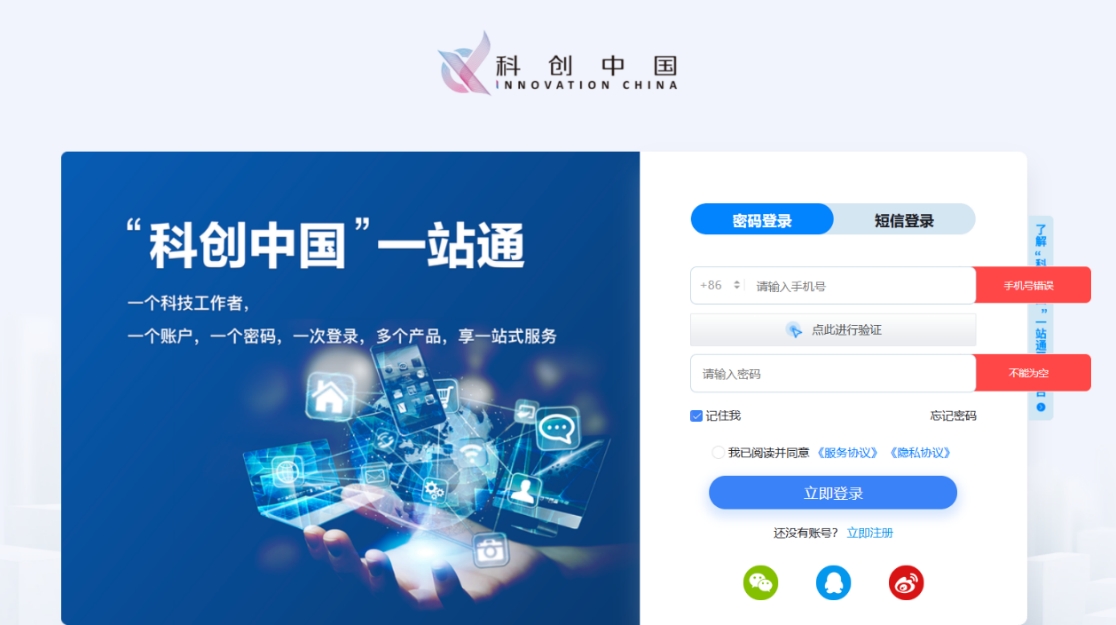 科创中国
INNOVATION CHINA
“科创中国”一站通
一个科技工作者，
一个账户，一个密码，一次登录，多个产品，享一站式服务
密码登录
短信登录
+86
请输入手机号
手机号错误
点此进行验证
请输入密码
不能为空
记住我
忘记密码
我已阅读并同意《服务协议》《隐私协议》
立即登录
还没有账号？ 立即注册
了解“科
”一站通